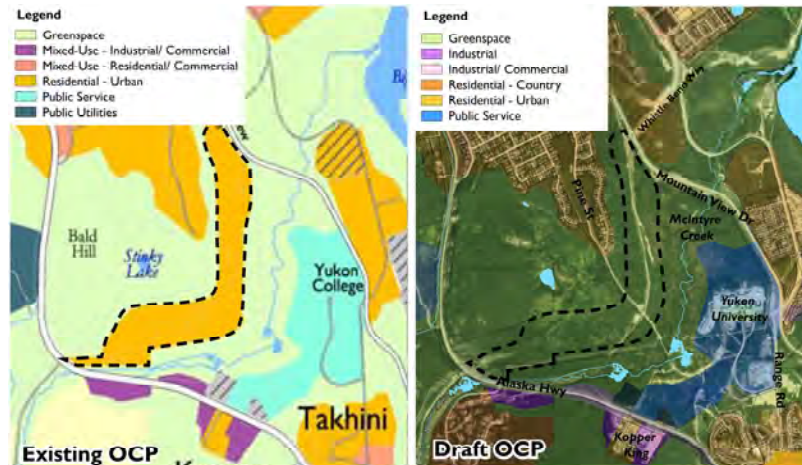 Legend
Greenspace
Mixed-Use - Industrial/ Commercial
Mixed-Use - Residential/ Commercial
Residential - Urban
Public Service
Public Utilities
Bald
Hill
Stinky
Lake
Yukon
College
Takhini
Existing OCP
Legend
Greenspace
Industrial
Industrial/ Commercial
Residential - Country
Residential - Urban
Public Service
Whistle Bend Way
Pine St
Mountain View Dr
McIntyre
Creek
Yukon
University
Range Rd
Alaska Hwy
Kopper
King
Draft OCP